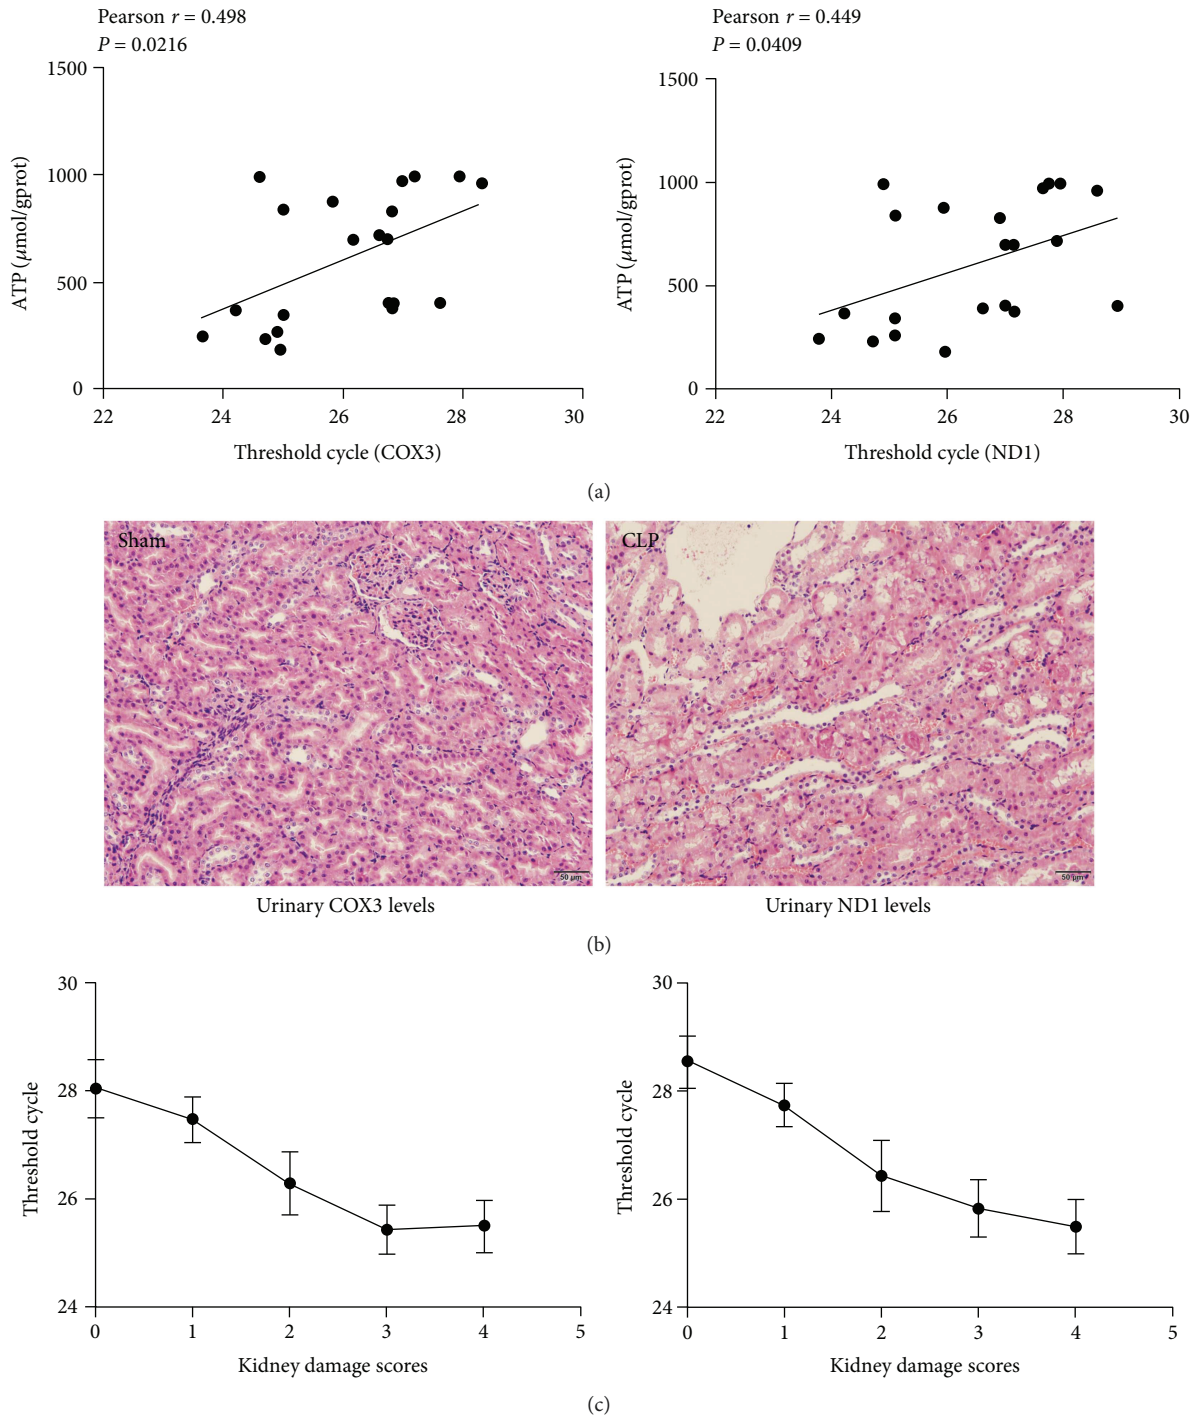 Pearson r = 0.498
P = 0.0216
1500
1000
500
0
ATP (μmol/gprot)
22 24 26 28 30
Threshold cycle (COX3)
Pearson r = 0.449
P = 0.0409
1500
1000
500
0
ATP (μmol/gprot)
22 24 26 28 30
Threshold cycle (ND1)
(a)
Sham
50 μm
CLP
50 μm
Urinary COX3 levels
Urinary ND1 levels
(b)
30
28
26
24
Threshold cycle
0 1 2 3 4 5
Kidney damage scores
30
28
26
24
Threshold cycle
0 1 2 3 4 5
Kidney damage scores
(c)